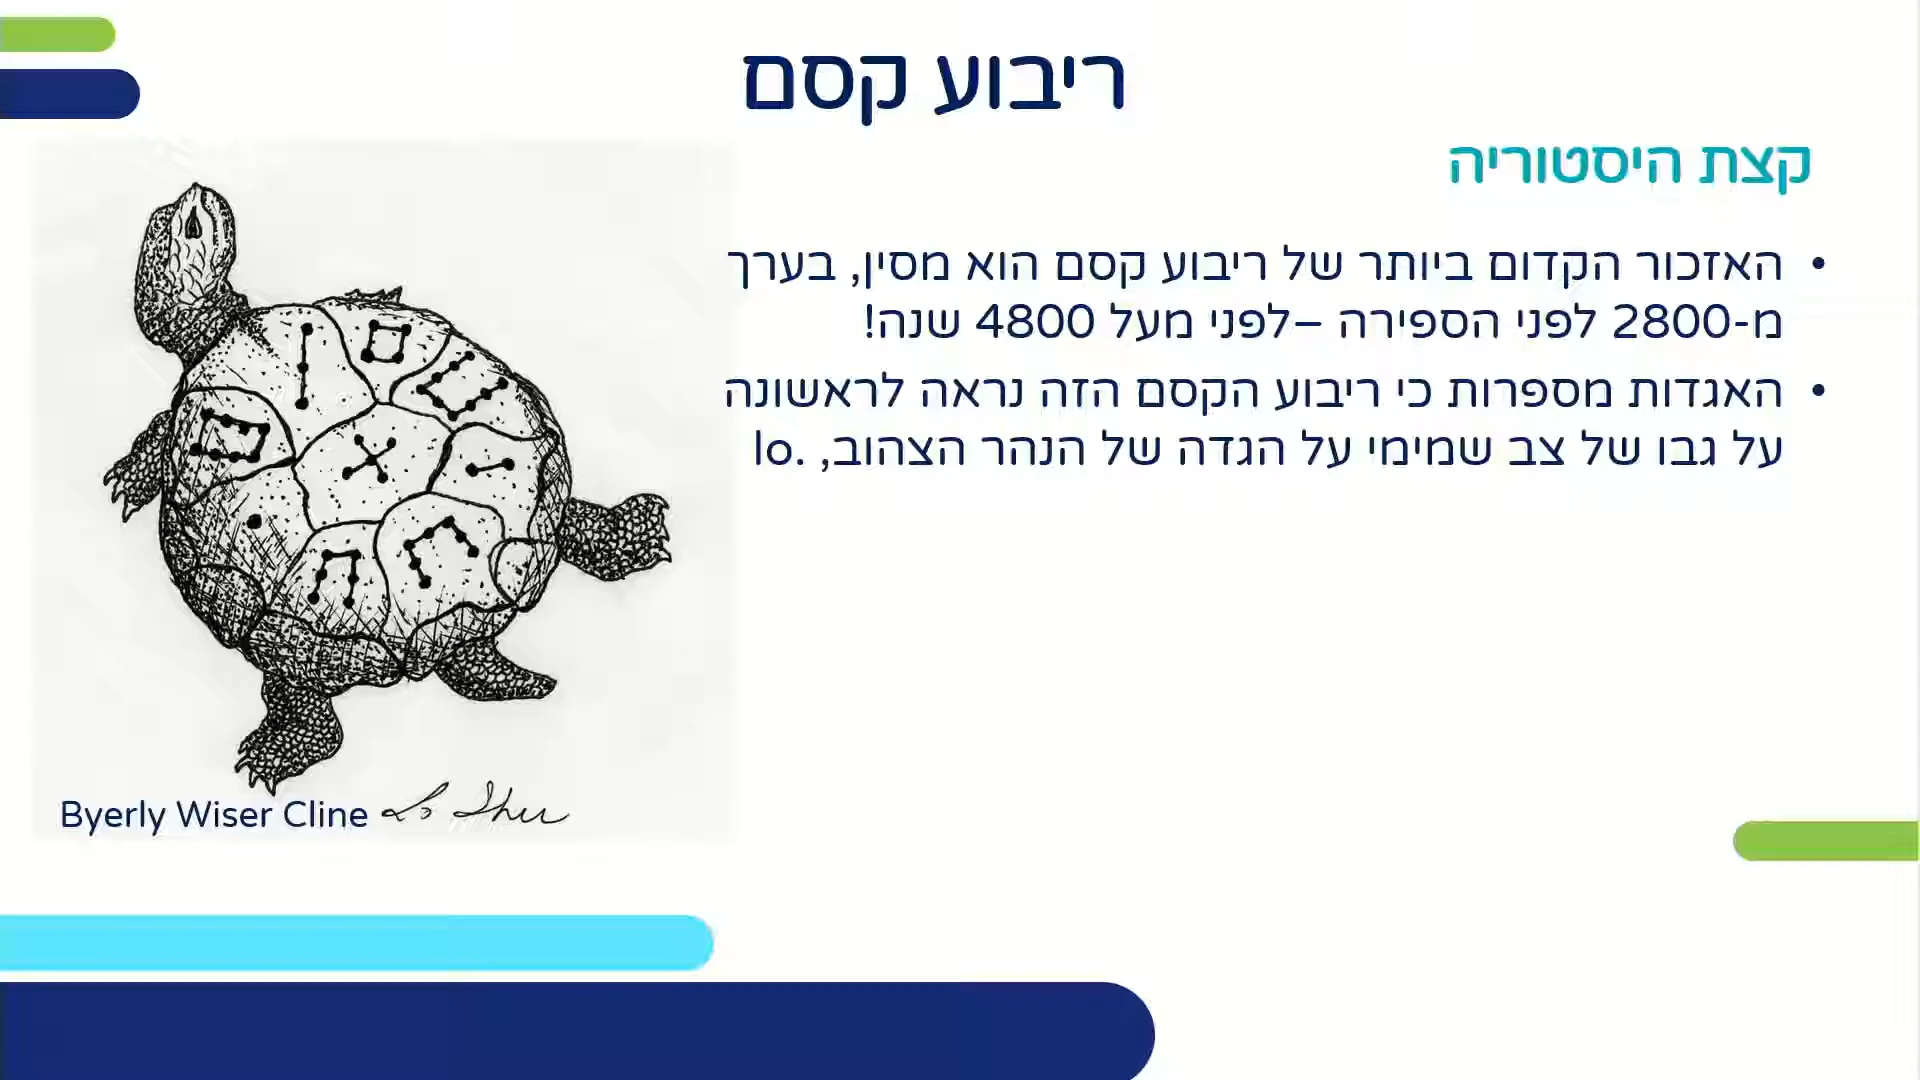 ריבוע קסם
קצת היסטוריה
• האזכור הקדום ביותר של ריבוע קסם הוא מסין, בערך
מ-2800 לפני הספירה –לפני מעל 4800 שנה!
• האגדות מספרות כי ריבוע הקסם הזה נראה לראשונה
על גבו של צב שמימי על הגדה של הנהר הצהוב, .lo
Byerly Wiser Cline Lo Shu